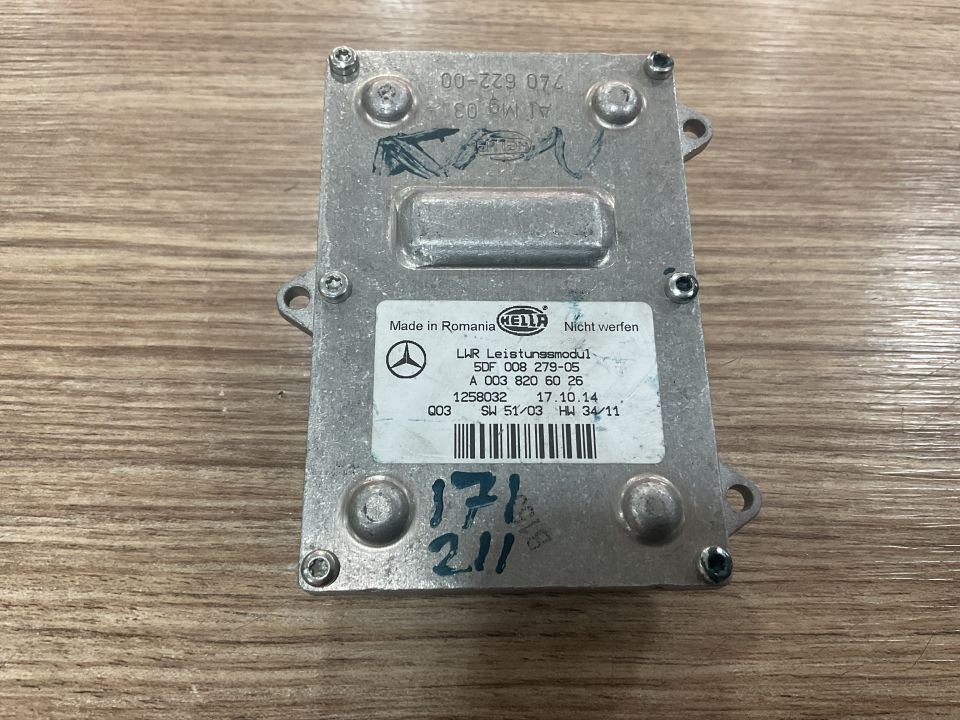 740 622-00
Al Mg 03
HELLA
Made in Romania HELLA ® Nicht werfen
LWR Leistungsmodul
5DF 008 279-05
A 003 820 60 26
1258032 17.10.14
Q03 SW 51/03 HW 34/11
171
211